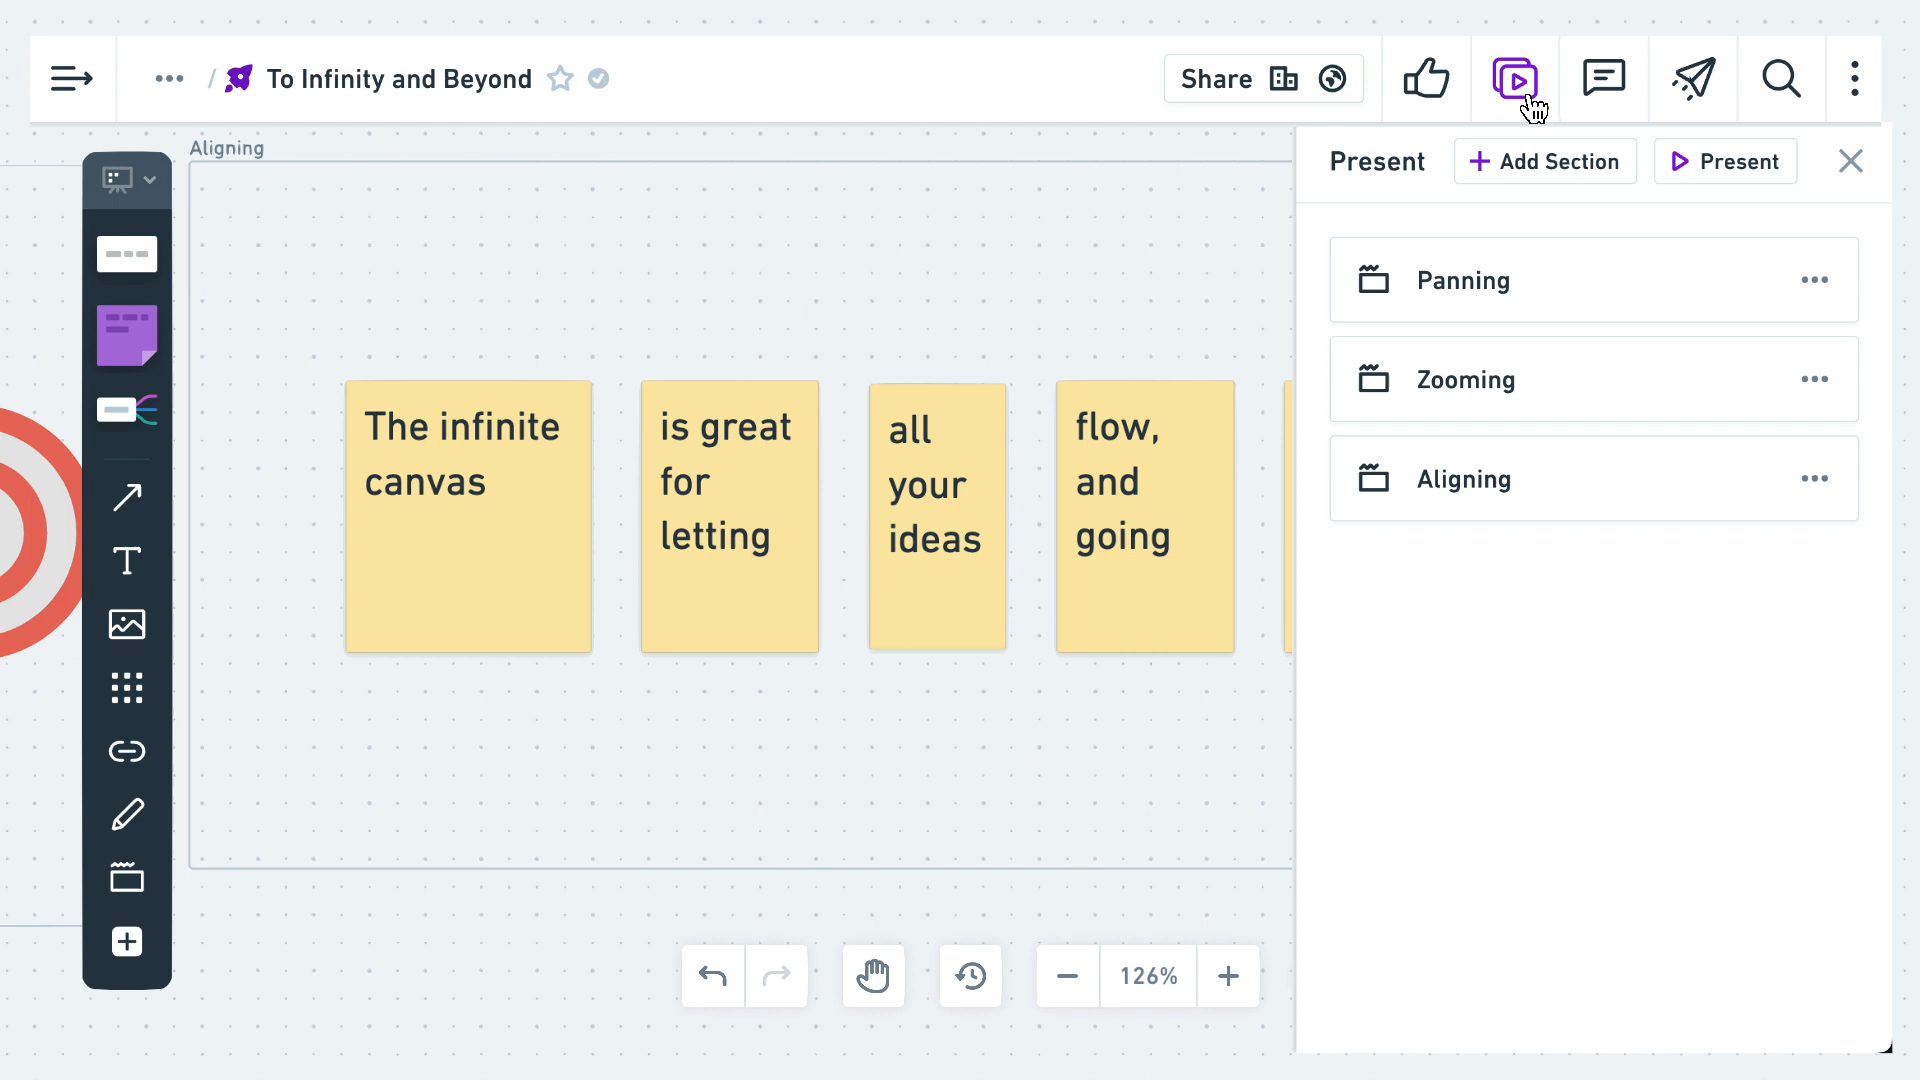 To Infinity and Beyond
Share
Aligning
Present
Add Section
Present
Panning
Zooming
Aligning
The infinite
canvas
is great
for
letting
all
your
ideas
flow,
and
going
126%